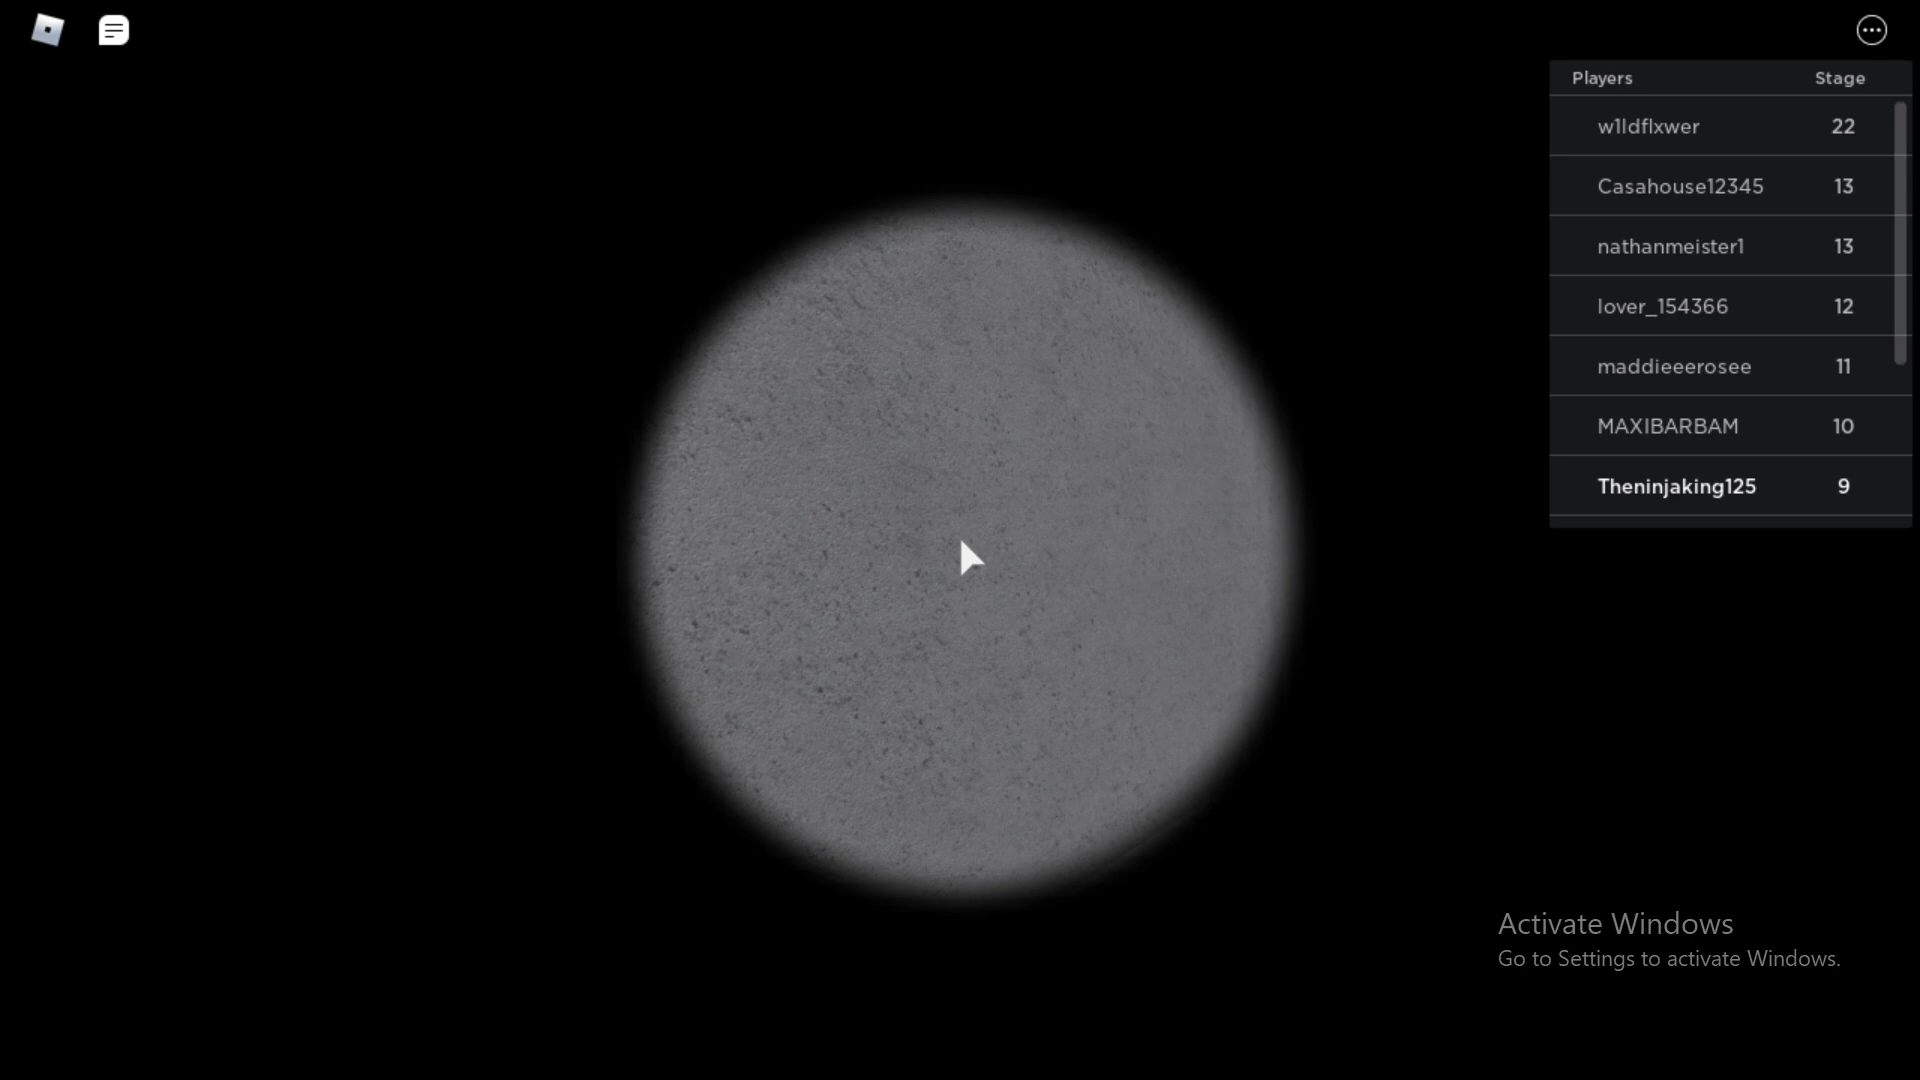 Players Stage
w1ldflxwer 22
Casahouse12345 13
nathanmeister1 13
lover_154366 12
maddieeerosee 11
MAXIBARBAM 10
Theninjaking125 9
Activate Windows
Go to Settings to activate Windows.